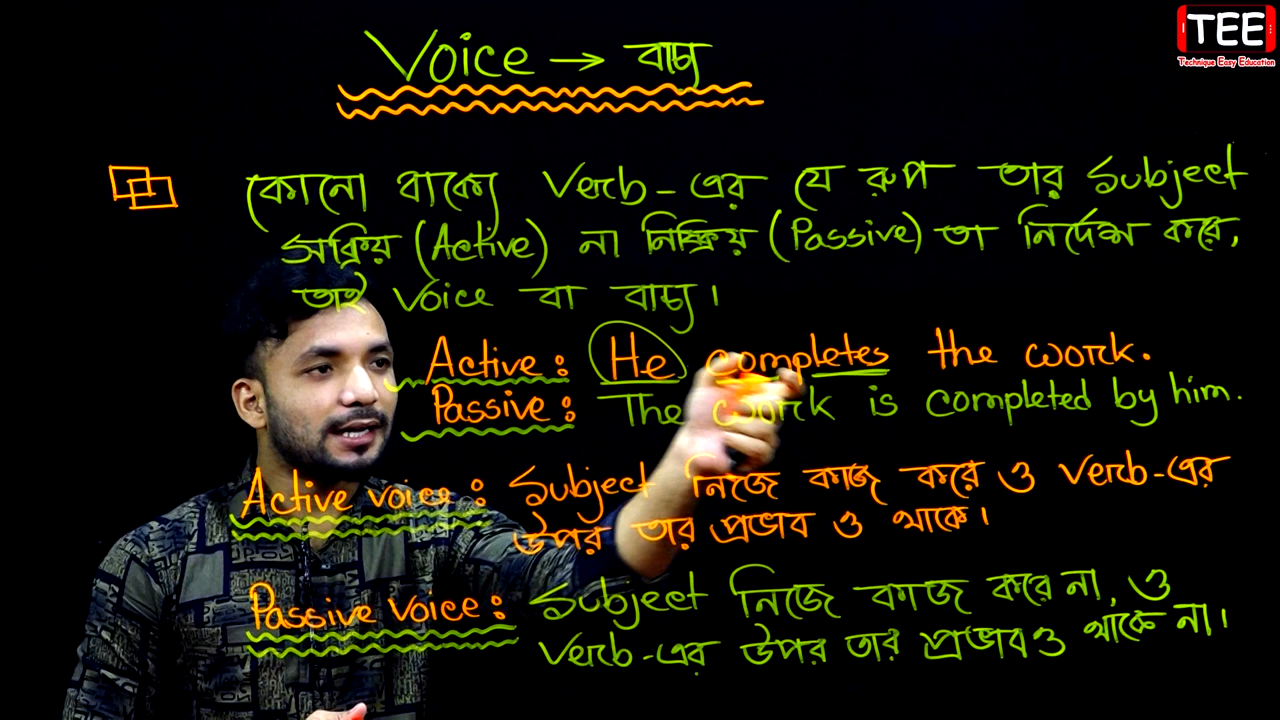 TEE
Technique Easy Education
Voice → বাচ্য
কোনো বাক্যে Verb-এর যে রুপ তার Subject
সক্রিয় (Active) না নিষ্ক্রিয় (Passive) তা নির্দেশ করে,
তাই Voice বা বাচ্য।
Active: He completes the work.
Passive: The work is completed by him.
Active voice: Subject নিজে কাজ করে ও Verb-এর
উপর তার প্রভাব ও থাকে।
Passive voice: Subject নিজে কাজ করে না, ও
Verb-এর উপর তার প্রভাব ও থাকে না।